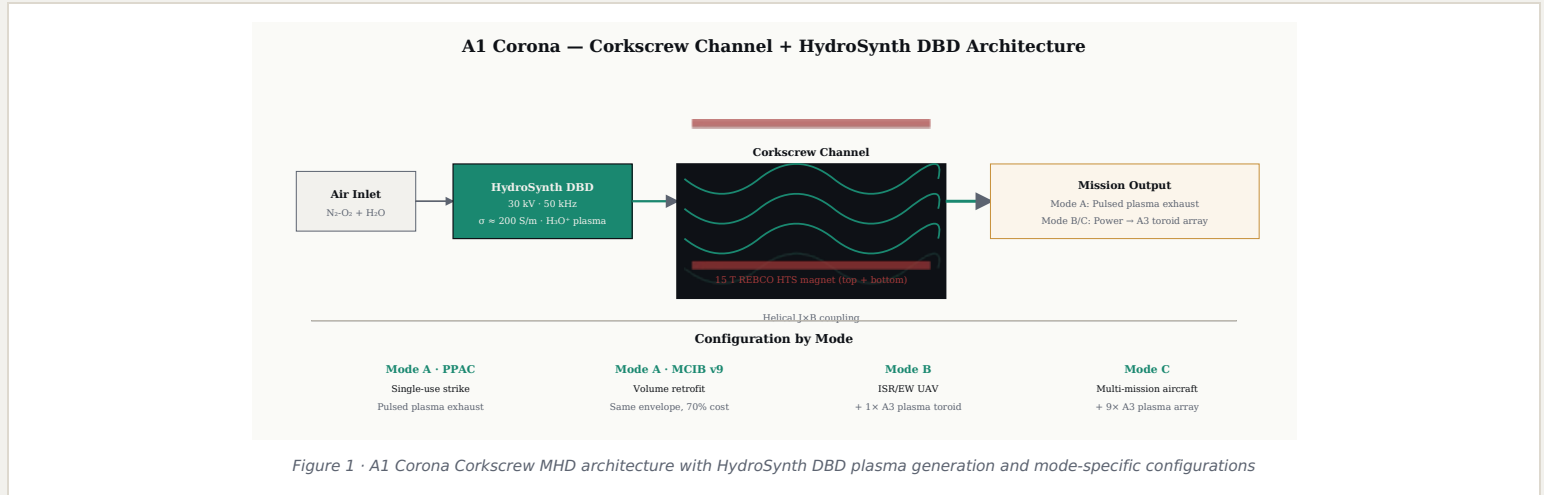 A1 Corona — Corkscrew Channel + HydroSynth DBD Architecture
Corkscrew Channel
Air Inlet
N₂-O₂ + H₂O
HydroSynth DBD
30 kV · 50 kHz
σ ≈ 200 S/m · H₃O⁺ plasma
15 T REBCO HTS magnet (top + bottom)
Mission Output
Mode A: Pulsed plasma exhaust
Mode B/C: Power → A3 toroid array
Helical J×B coupling
Configuration by Mode
Mode A · PPAC
Single-use strike
Pulsed plasma exhaust
Mode A · MCIB v9
Volume retrofit
Same envelope, 70% cost
Mode B
ISR/EW UAV
+ 1× A3 plasma toroid
Mode C
Multi-mission aircraft
+ 9× A3 plasma array
Figure 1 · A1 Corona Corkscrew MHD architecture with HydroSynth DBD plasma generation and mode-specific configurations